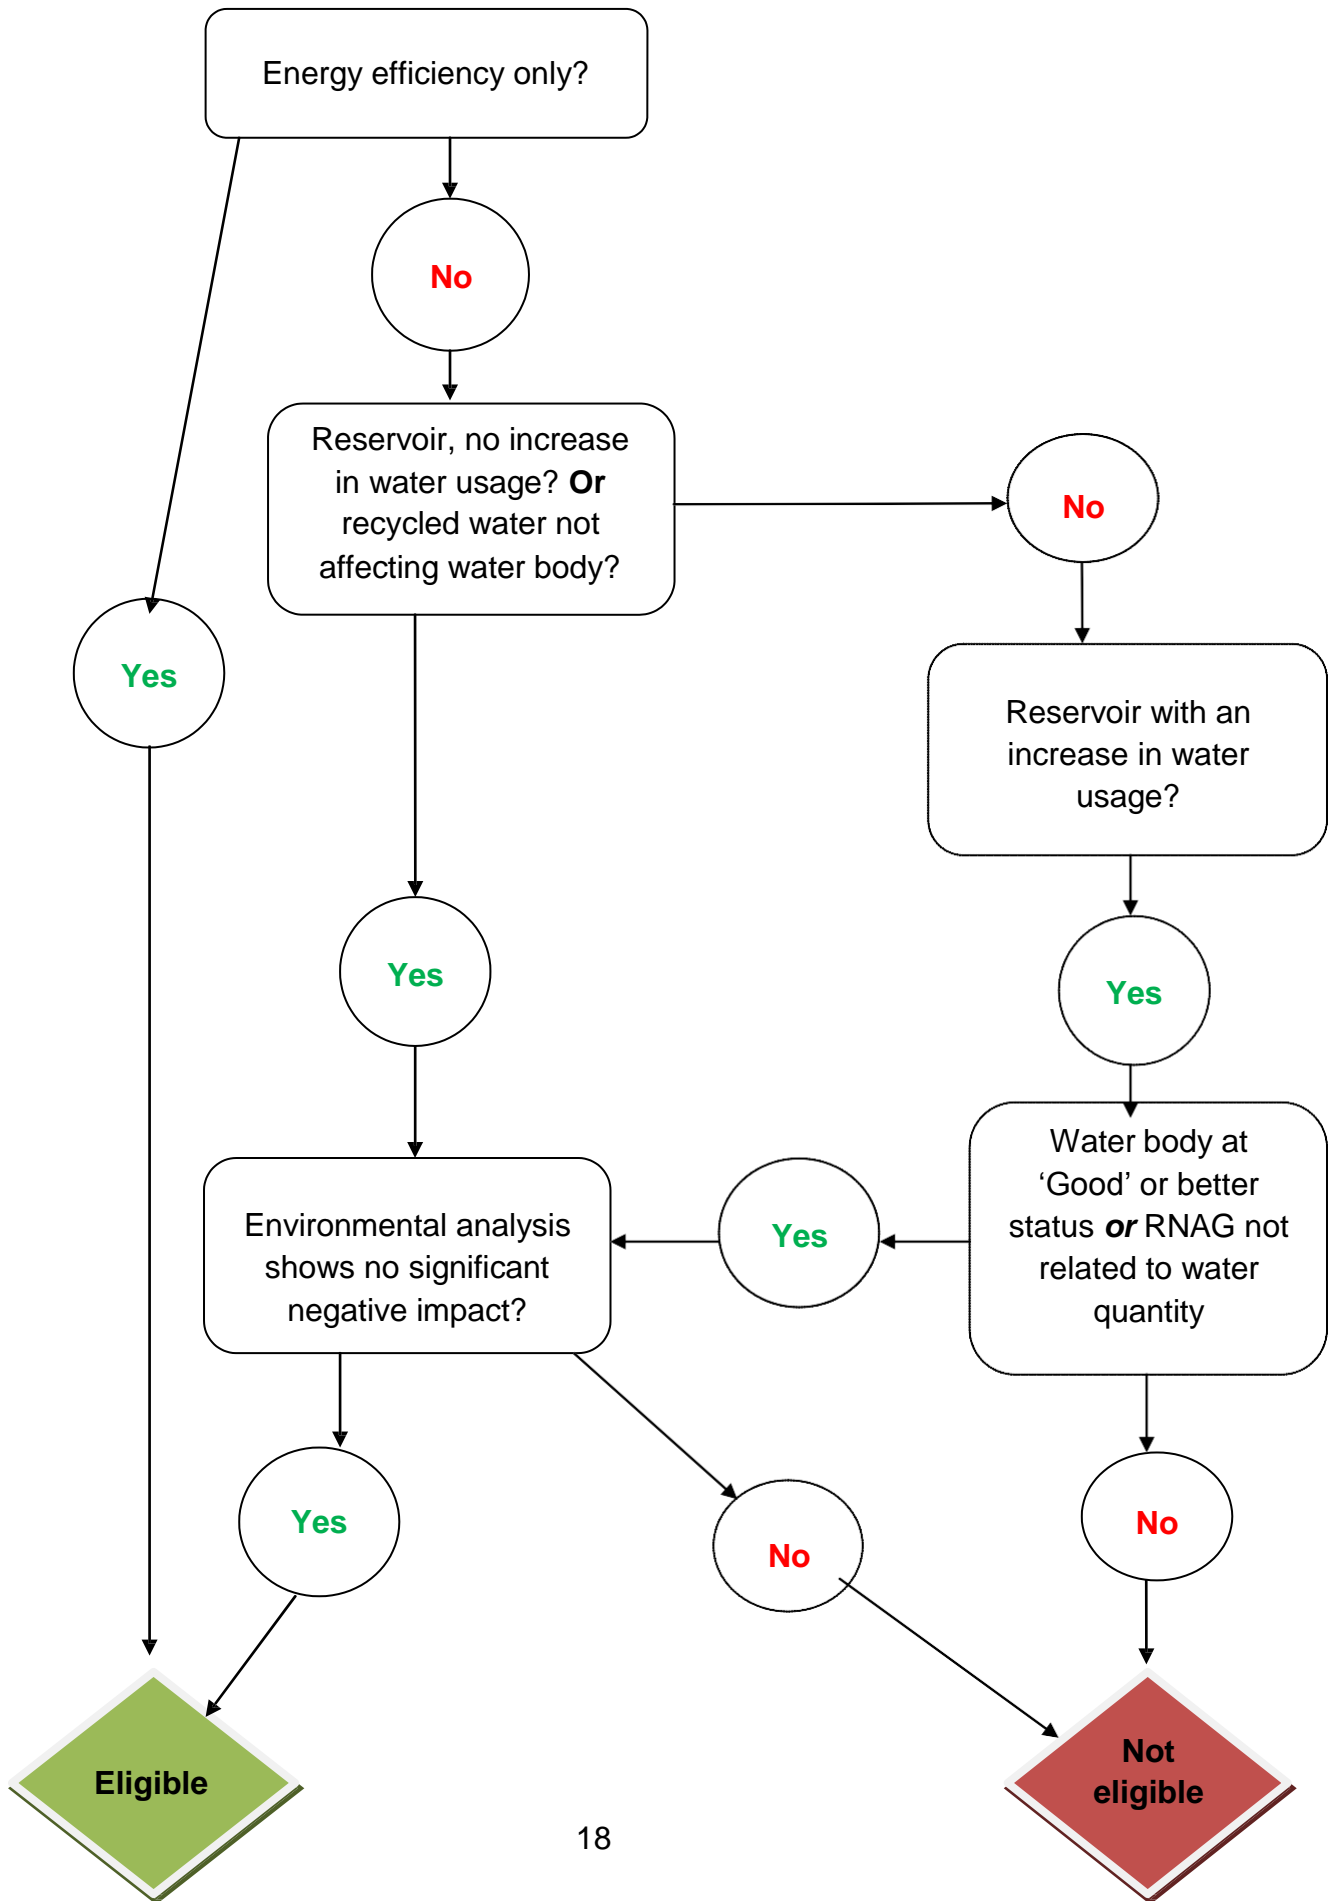 Energy efficiency only?
No
Reservoir, no increase
in water usage? Or
recycled water not
affecting water body?
No
Yes
Reservoir with an
increase in water
usage?
Yes
Yes
Water body at
‘Good’ or better
status or RNAG not
related to water
quantity
Yes
Environmental analysis
shows no significant
negative impact?
Yes
No
No
Eligible
Not
eligible
18